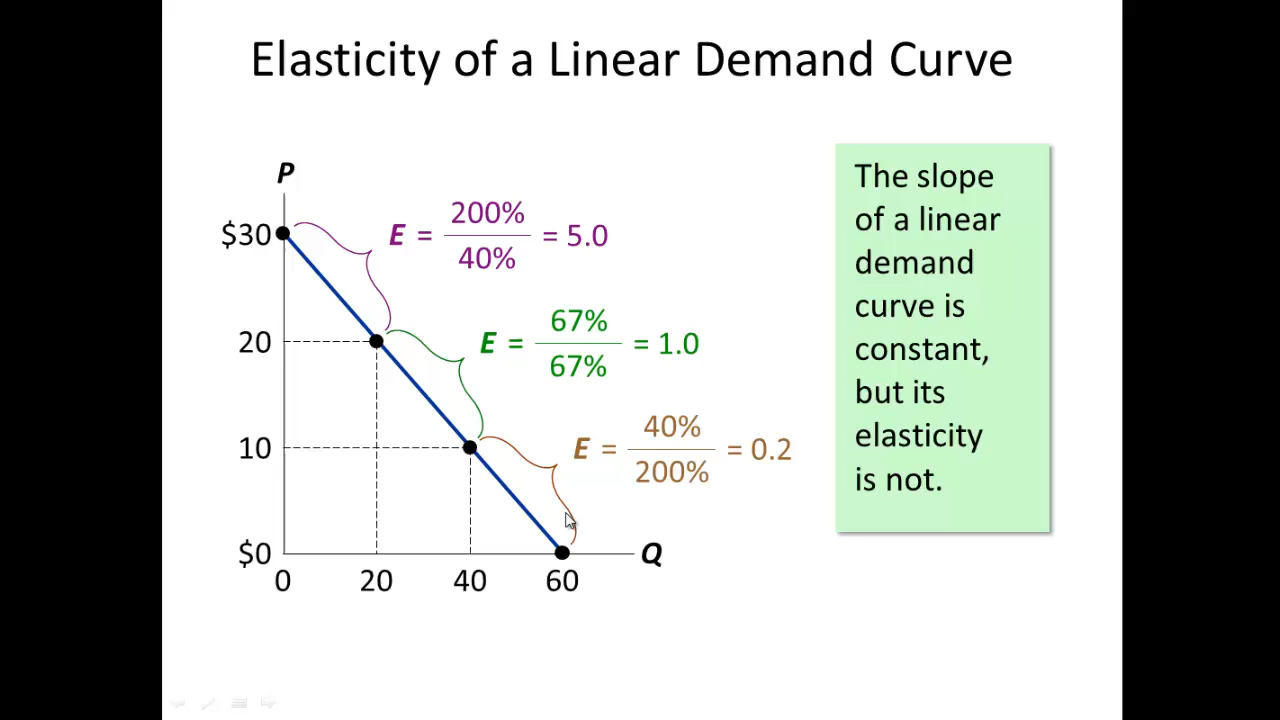 Elasticity of a Linear Demand Curve
P
$30
20
10
$0
0 20 40 60
Q
E = 200% / 40% = 5.0
E = 67% / 67% = 1.0
E = 40% / 200% = 0.2
The slope
of a linear
demand
curve is
constant,
but its
elasticity
is not.